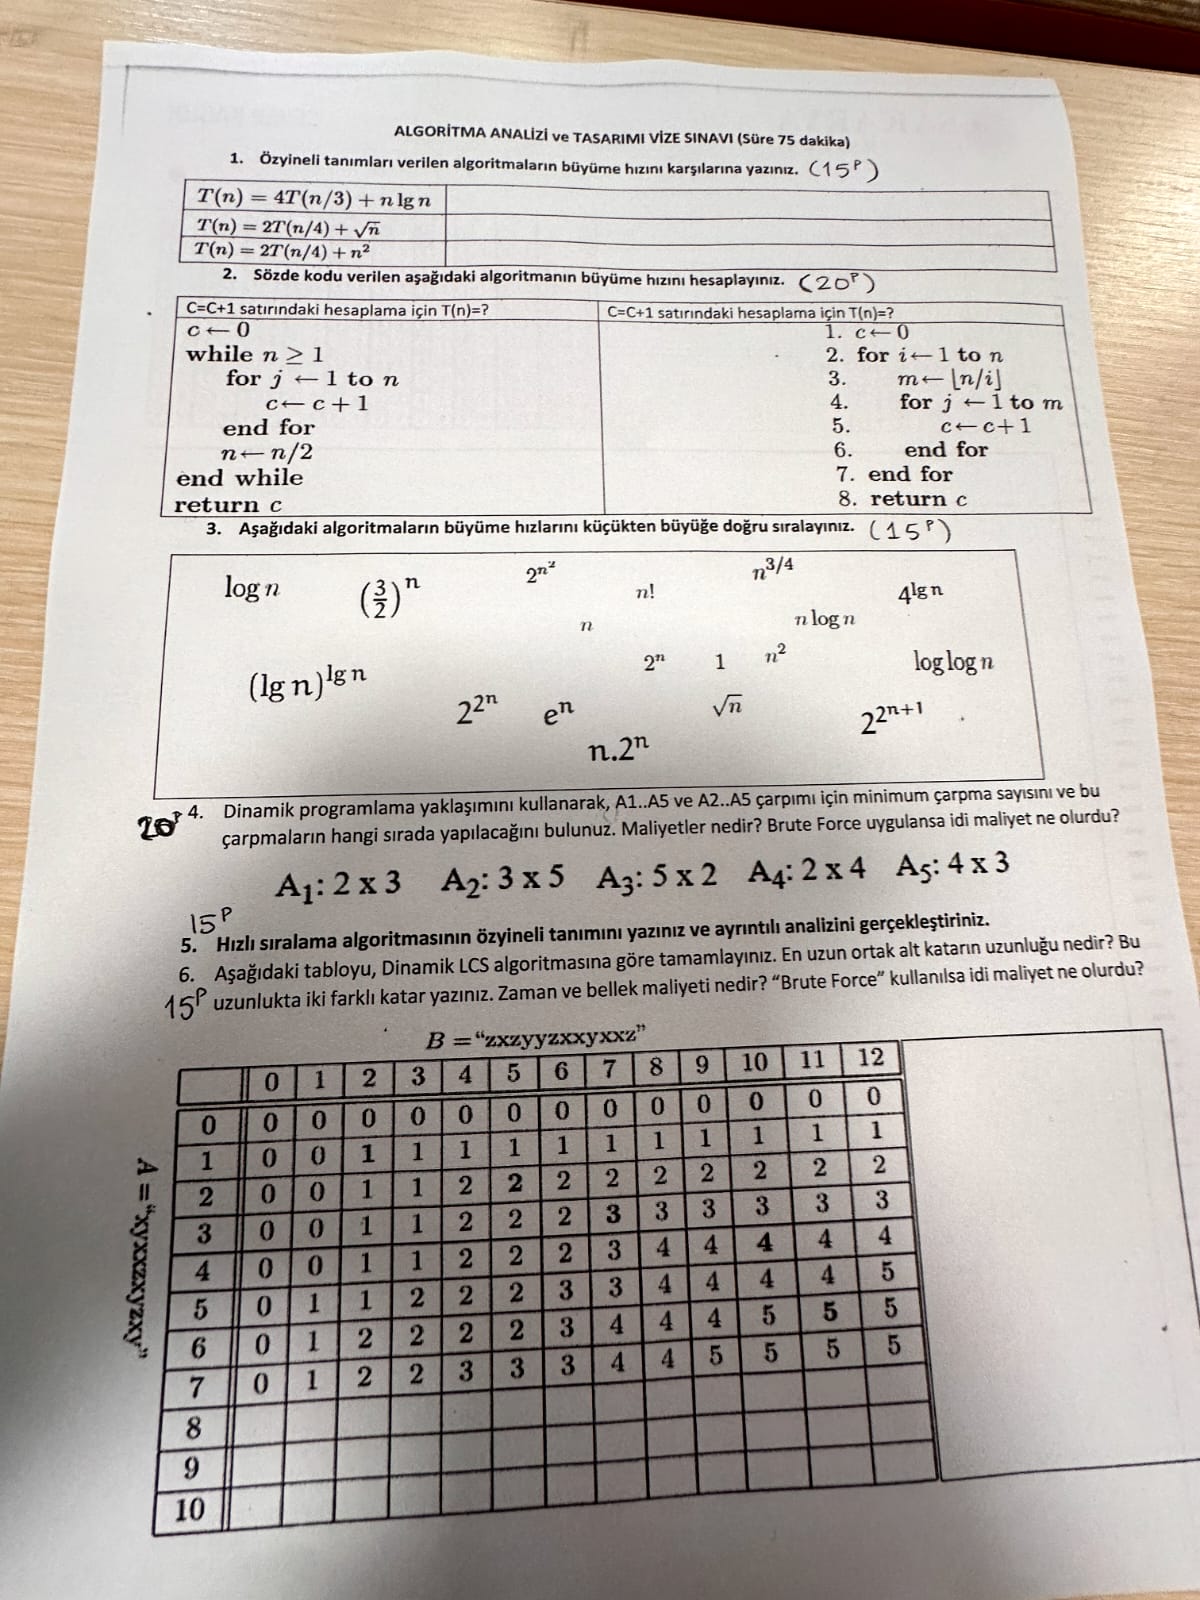 ALGORİTMA ANALİZİ ve TASARIMI VİZE SINAVI (Süre 75 dakika)
1. Özyineli tanımları verilen algoritmaların büyüme hızını karşılarına yazınız. (15P)
T(n) = 4T(n/3) + n lg n
T(n) = 2T(n/4) + √n
T(n) = 2T(n/4) + n²
2. Sözde kodu verilen aşağıdaki algoritmanın büyüme hızını hesaplayınız. (20P)
C=C+1 satırındaki hesaplama için T(n)=?
c ← 0
while n ≥ 1
for j ← 1 to n
c ← c + 1
end for
n ← n/2
end while
return c
C=C+1 satırındaki hesaplama için T(n)=?
1. c ← 0
2. for i ← 1 to n
3. m ← ⌊n/i⌋
4. for j ← 1 to m
5. c ← c+1
6. end for
7. end for
8. return c
3. Aşağıdaki algoritmaların büyüme hızlarını küçükten büyüğe doğru sıralayınız. (15P)
log n (3/2)^n 2^n² n! n^3/4 4^lg n
n n log n
(lg n)^lg n 2^n 1 n² log log n
2^2n e^n √n 2^2n+1
n.2^n
20P 4. Dinamik programlama yaklaşımını kullanarak, A1..A5 ve A2..A5 çarpımı için minimum çarpma sayısını ve bu
çarpmaların hangi sırada yapılacağını bulunuz. Maliyetler nedir? Brute Force uygulansa idi maliyet ne olurdu?
A₁: 2 x 3 A₂: 3 x 5 A₃: 5 x 2 A₄: 2 x 4 A₅: 4 x 3
15P
5. Hızlı sıralama algoritmasının özyineli tanımını yazınız ve ayrıntılı analizini gerçekleştiriniz.
6. Aşağıdaki tabloyu, Dinamik LCS algoritmasına göre tamamlayınız. En uzun ortak alt katarın uzunluğu nedir? Bu
15P uzunlukta iki farklı katar yazınız. Zaman ve bellek maliyeti nedir? "Brute Force" kullanılsa idi maliyet ne olurdu?
B = "zxzyyzxxyxxz"
0 1 2 3 4 5 6 7 8 9 10 11 12
0 0 0 0 0 0 0 0 0 0 0 0 0 0
1 0 0 1 1 1 1 1 1 1 1 1 1 1
2 0 0 1 1 2 2 2 2 2 2 2 2 2
3 0 0 1 1 2 2 2 3 3 3 3 3 3
4 0 0 1 1 2 2 2 3 4 4 4 4 4
5 0 1 1 2 2 2 3 3 4 4 4 4 5
6 0 1 2 2 2 2 3 4 4 4 5 5 5
7 0 1 2 2 3 3 3 4 4 5 5 5 5
8
9
10
A = "xyxxzxyzxy"